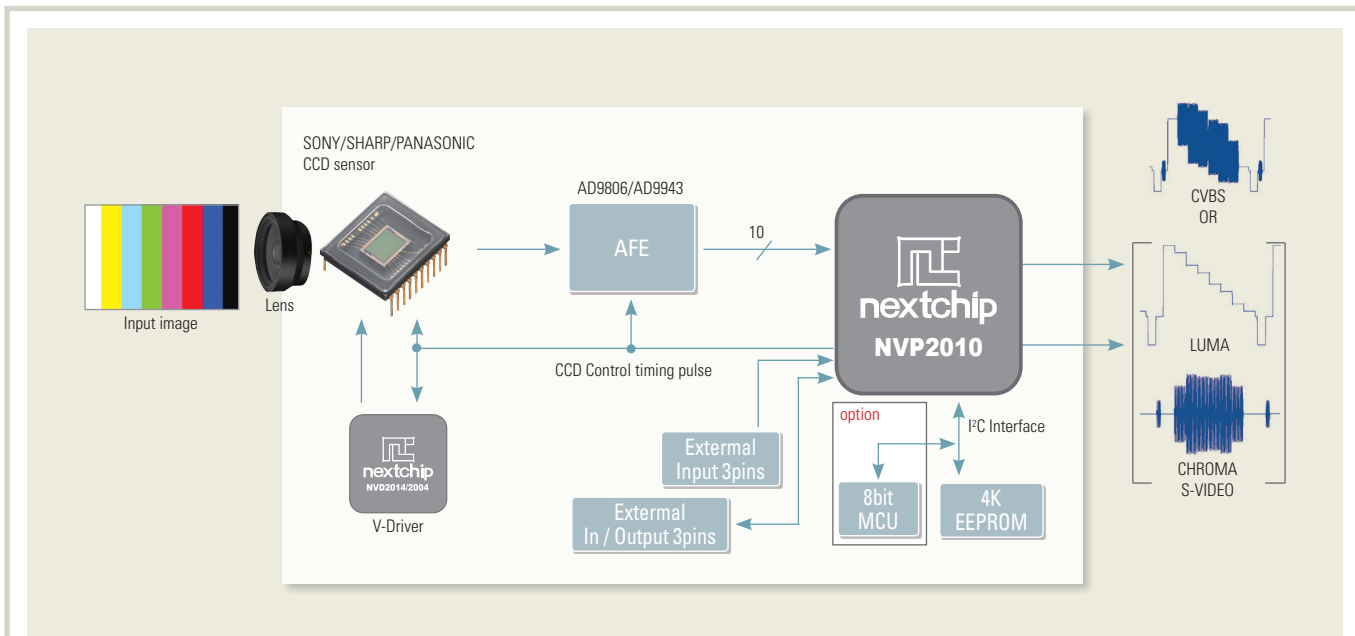 SONY/SHARP/PANASONIC
CCD sensor
AD9806/AD9943
AFE
10
nextchip
NVP2010
CVBS
OR
LUMA
CHROMA
S-VIDEO
Input image
Lens
CCD Control timing pulse
nextchip
NVD2014/2004
V-Driver
External
Input 3pins
External
In / Output 3pins
option
I²C Interface
8bit
MCU
4K
EEPROM